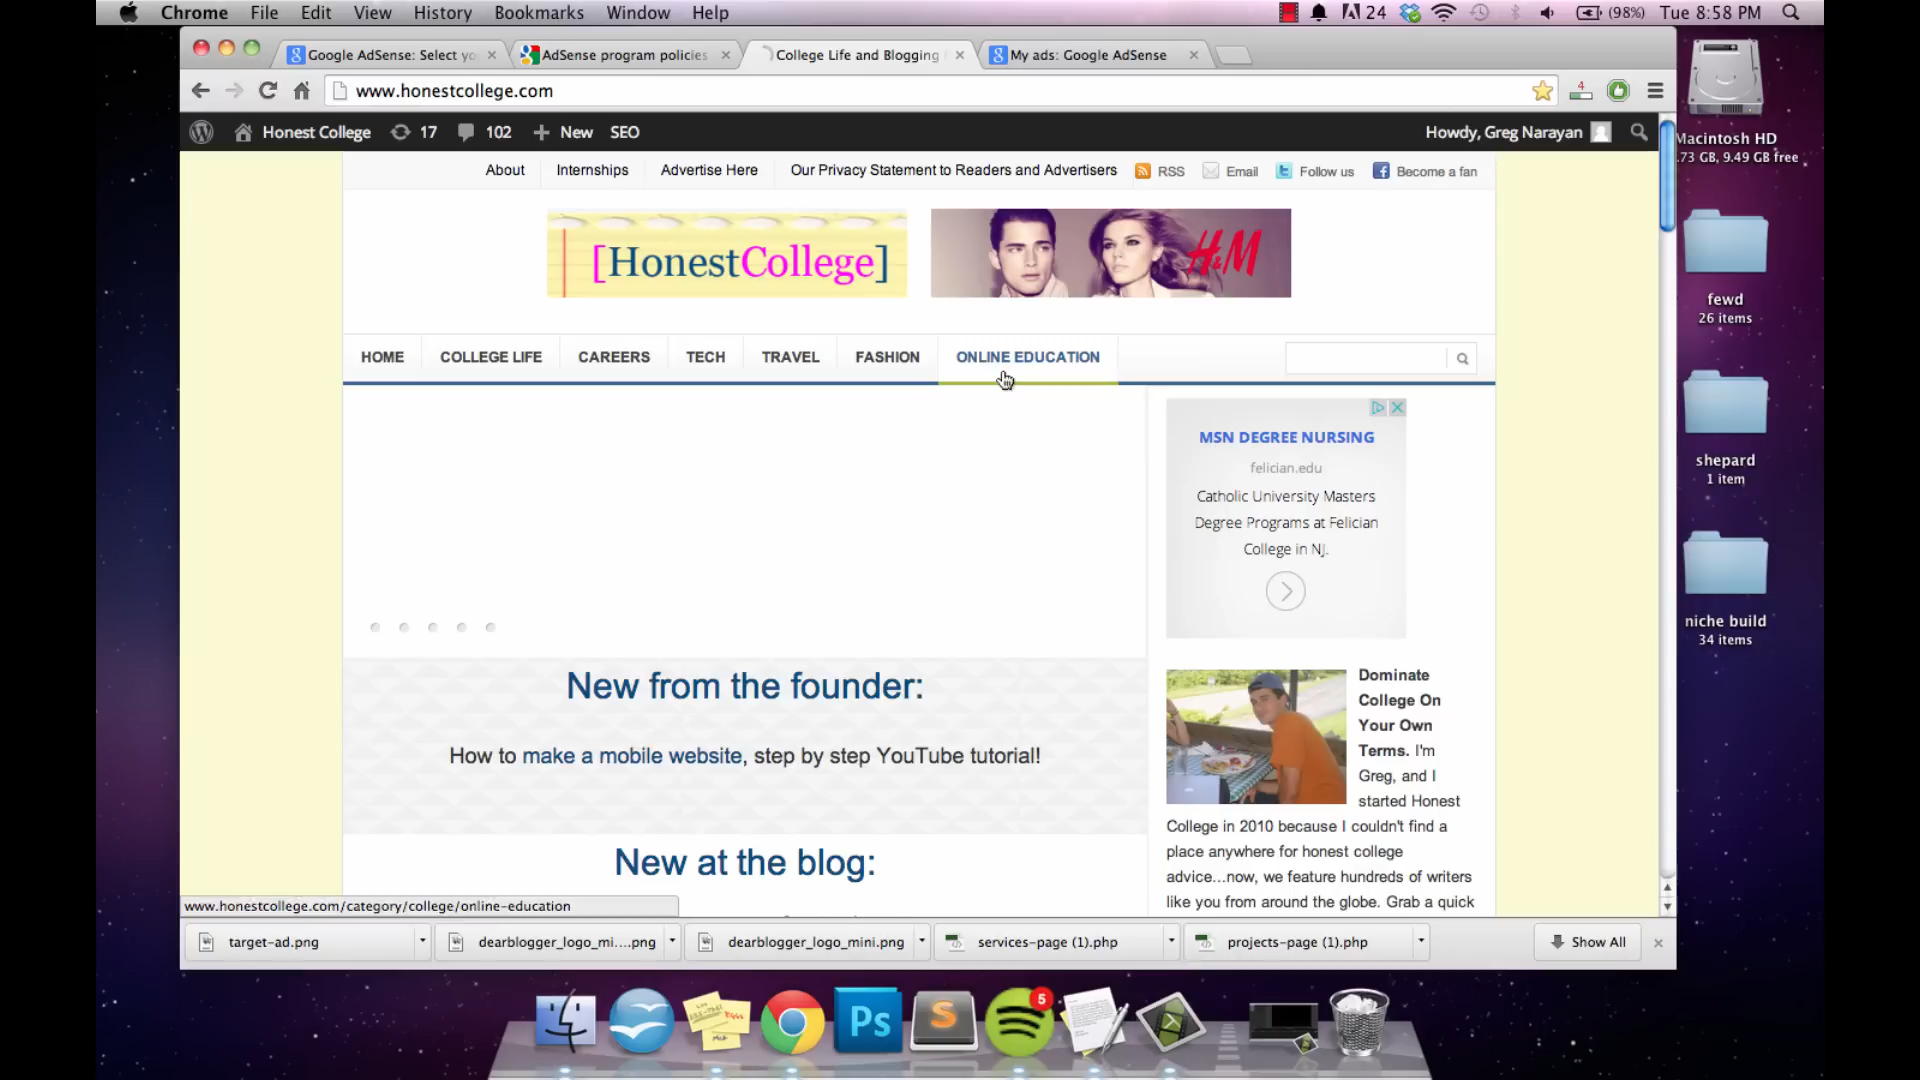 Chrome File Edit View History Bookmarks Window Help 24 (98%) Tue 8:58 PM
Google AdSense: Select yo
AdSense program policies
College Life and Blogging
My ads: Google AdSense
www.honestcollege.com
4
Honest College 17 102 New SEO Howdy, Greg Narayan
About Internships Advertise Here Our Privacy Statement to Readers and Advertisers RSS Email Follow us Become a fan
[HonestCollege]
H&M
HOME COLLEGE LIFE CAREERS TECH TRAVEL FASHION ONLINE EDUCATION
MSN DEGREE NURSING
felician.edu
Catholic University Masters
Degree Programs at Felician
College in NJ.
New from the founder:
How to make a mobile website, step by step YouTube tutorial!
New at the blog:
Dominate
College On
Your Own
Terms. I'm
Greg, and I
started Honest
College in 2010 because I couldn't find a
place anywhere for honest college
advice...now, we feature hundreds of writers
like you from around the globe. Grab a quick
www.honestcollege.com/category/college/online-education
target-ad.png
dearblogger_logo_mi....png
dearblogger_logo_mini.png
services-page (1).php
projects-page (1).php
Show All
Macintosh HD
.73 GB, 9.49 GB free
fewd
26 items
shepard
1 item
niche build
34 items
Ps
S
5